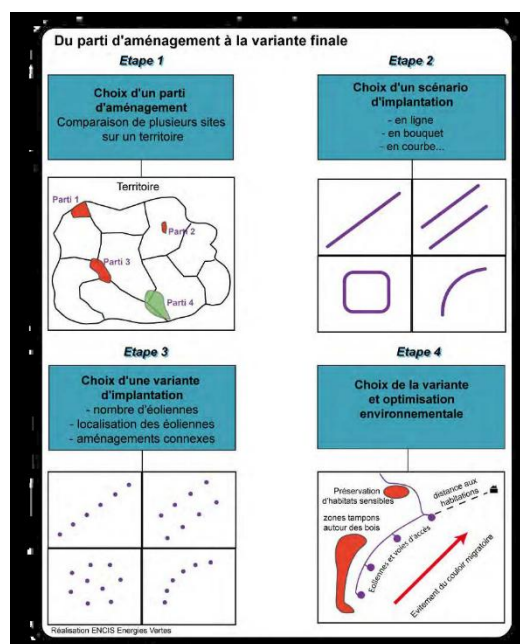 Du parti d'aménagement à la variante finale
Etape 1
Choix d'un parti
d'aménagement
Comparaison de plusieurs sites
sur un territoire
Territoire
Parti 1
Parti 2
Parti 3
Parti 4
Etape 2
Choix d'un scénario
d'implantation
- en ligne
- en bouquet
- en courbe...
Etape 3
Choix d'une variante
d'implantation
- nombre d'éoliennes
- localisation des éoliennes
- aménagements connexes
Etape 4
Choix de la variante
et optimisation
environnementale
Préservation
d'habitats sensibles
distance aux
habitations
zones tampons
autour des bois
Eoliennes et voies d'accès
Evitement du couloir migratoire
Réalisation ENCIS Energies Vertes